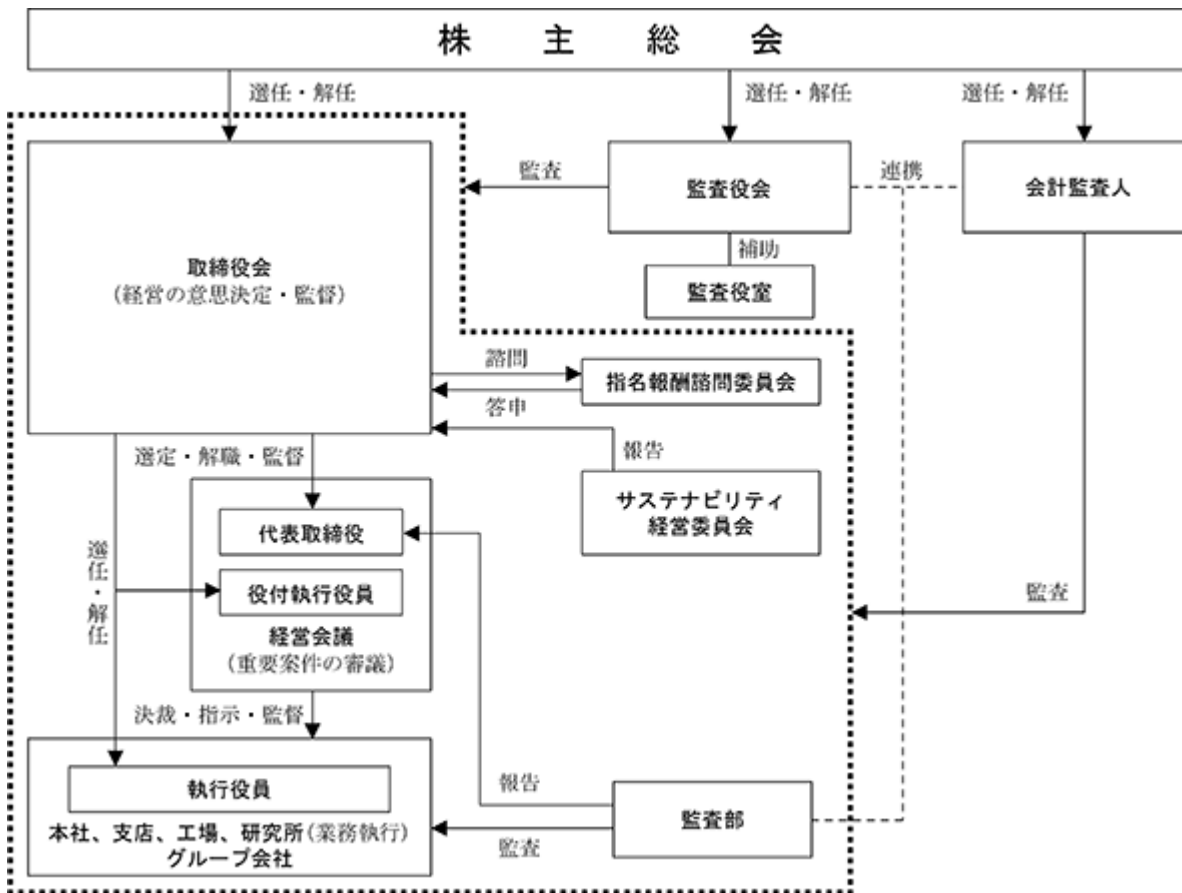 株主総会
選任・解任
選任・解任
選任・解任
監査
監査役会
連携
会計監査人
補助
監査役室
取締役会
(経営の意思決定・監督)
諮問
指名報酬諮問委員会
答申
報告
サステナビリティ
経営委員会
選定・解職・監督
代表取締役
選任・解任
役付執行役員
経営会議
(重要案件の審議)
監査
決裁・指示・監督
執行役員
本社、支店、工場、研究所(業務執行)
グループ会社
報告
監査
監査部